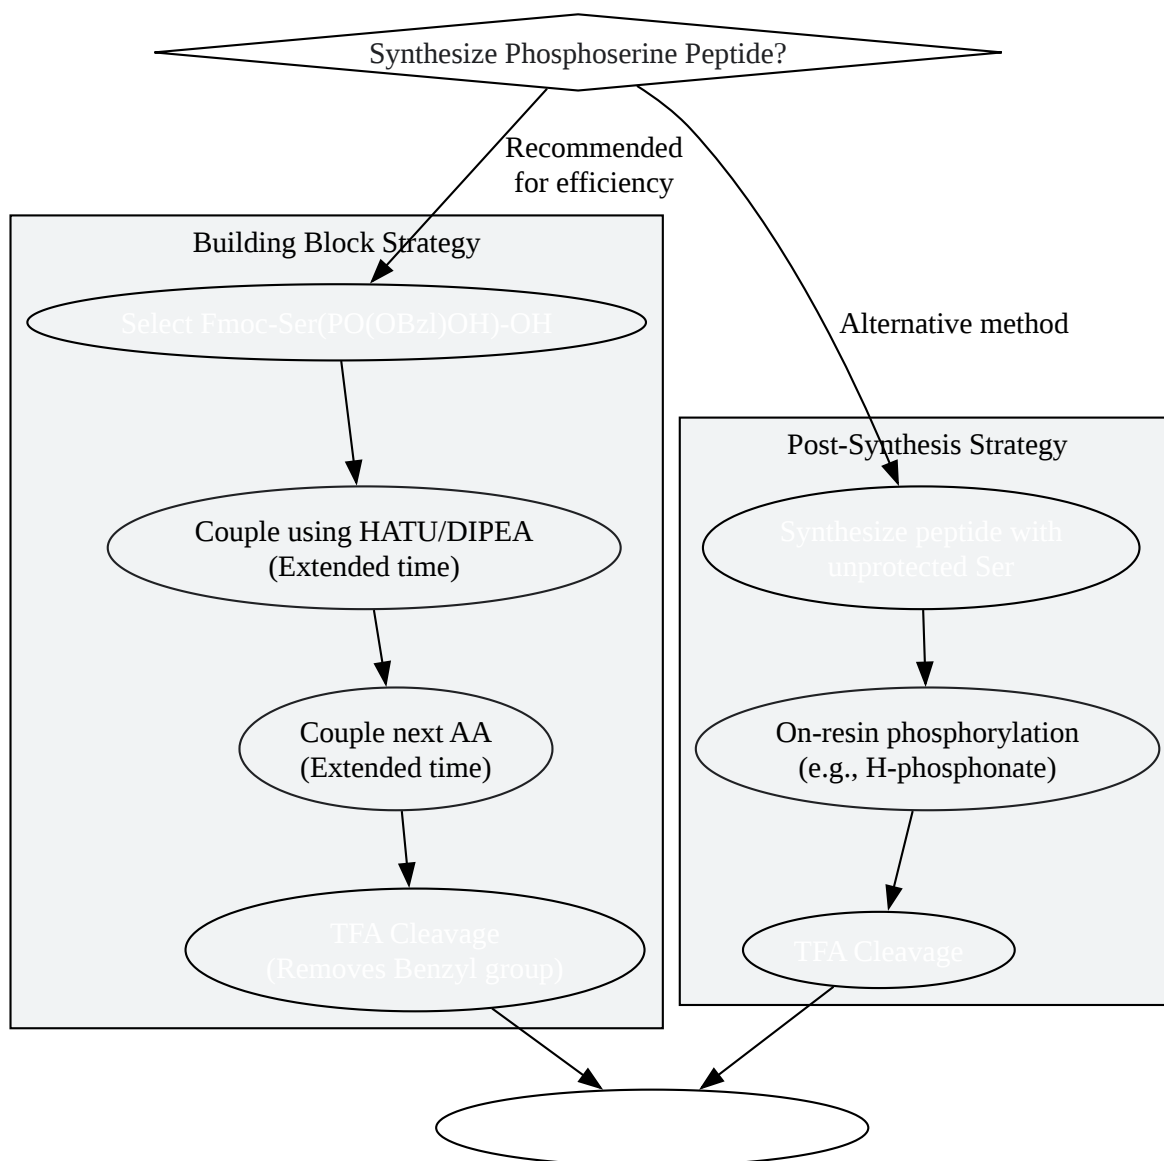 Synthesize Phosphoserine Peptide?
Recommended
for efficiency
Building Block Strategy
Select Fmoc-Ser(PO(OBzl)OH)-OH
Couple using HATU/DIPEA
(Extended time)
Couple next AA
(Extended time)
TFA Cleavage
(Removes Benzyl group)
Alternative method
Post-Synthesis Strategy
Synthesize peptide with
unprotected Ser
On-resin phosphorylation
(e.g., H-phosphonate)
TFA Cleavage